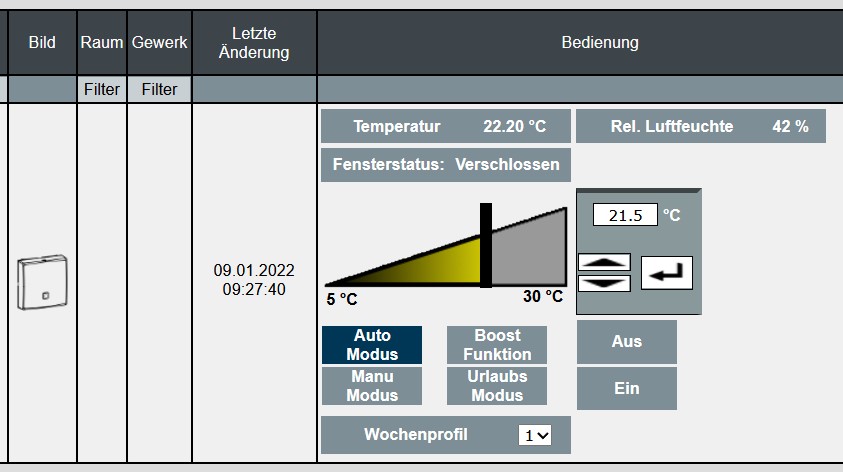 Bild
Raum
Gewerk
Letzte
Änderung
Bedienung
Filter
Filter
09.01.2022
09:27:40
Temperatur 22.20 °C
Rel. Luftfeuchte 42 %
Fensterstatus: Verschlossen
21.5 °C
5 °C
30 °C
Auto
Modus
Boost
Funktion
Aus
Manu
Modus
Urlaubs
Modus
Ein
Wochenprofil 1